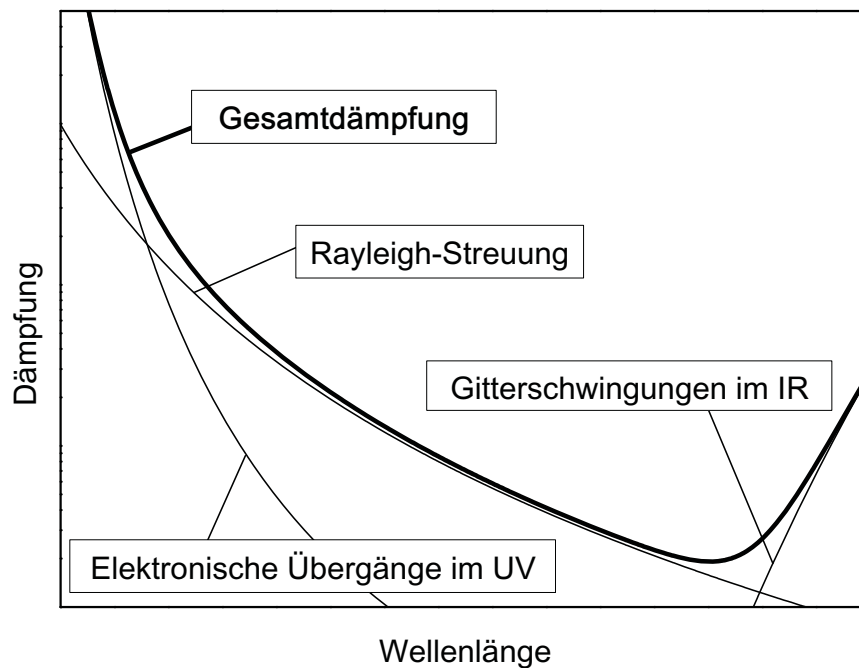 Gesamtdämpfung
Rayleigh-Streuung
Dämpfung
Gitterschwingungen im IR
Elektronische Übergänge im UV
Wellenlänge